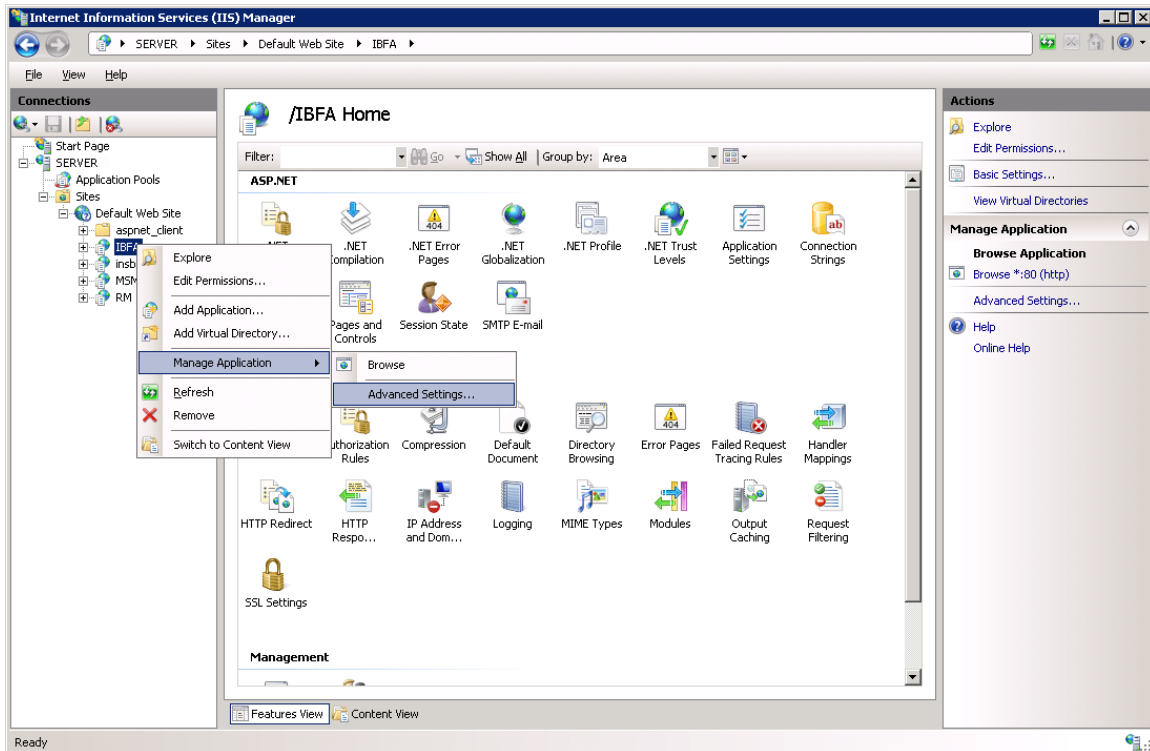 Internet Information Services (IIS) Manager
SERVER Sites Default Web Site IBFA
File View Help
Connections
Start Page
SERVER
Application Pools
Sites
Default Web Site
aspnet_client
IBFA
insb
MSM
RM
Explore
Edit Permissions...
Add Application...
Add Virtual Directory...
Manage Application
Refresh
Remove
Switch to Content View
Browse
Advanced Settings...
/IBFA Home
Filter: Go Show All Group by: Area
ASP.NET
.NET Error Pages
.NET Globalization
.NET Profile
.NET Trust Levels
Application Settings
Connection Strings
Pages and Controls
Session State
SMTP E-mail
Rules
Compression
Default Document
Directory Browsing
Error Pages
Failed Request Tracing Rules
Handler Mappings
HTTP Redirect
HTTP Respo...
IP Address and Dom...
Logging
MIME Types
Modules
Output Caching
Request Filtering
SSL Settings
Management
Features View Content View
Actions
Explore
Edit Permissions...
Basic Settings...
View Virtual Directories
Manage Application
Browse Application
Browse *:80 (http)
Advanced Settings...
Help
Online Help
Ready